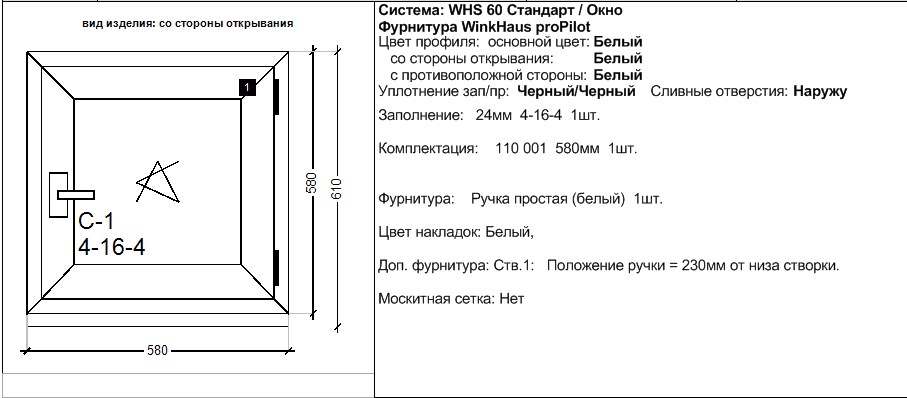 вид изделия: со стороны открывания
1
С-1
4-16-4
580
610
580
Система: WHS 60 Стандарт / Окно
Фурнитура WinkHaus proPilot
Цвет профиля: основной цвет: Белый
со стороны открывания: Белый
с противоположной стороны: Белый
Уплотнение зап/пр: Черный/Черный Сливные отверстия: Наружу
Заполнение: 24мм 4-16-4 1шт.
Комплектация: 110 001 580мм 1шт.
Фурнитура: Ручка простая (белый) 1шт.
Цвет накладок: Белый,
Доп. фурнитура: Ств.1: Положение ручки = 230мм от низа створки.
Москитная сетка: Нет